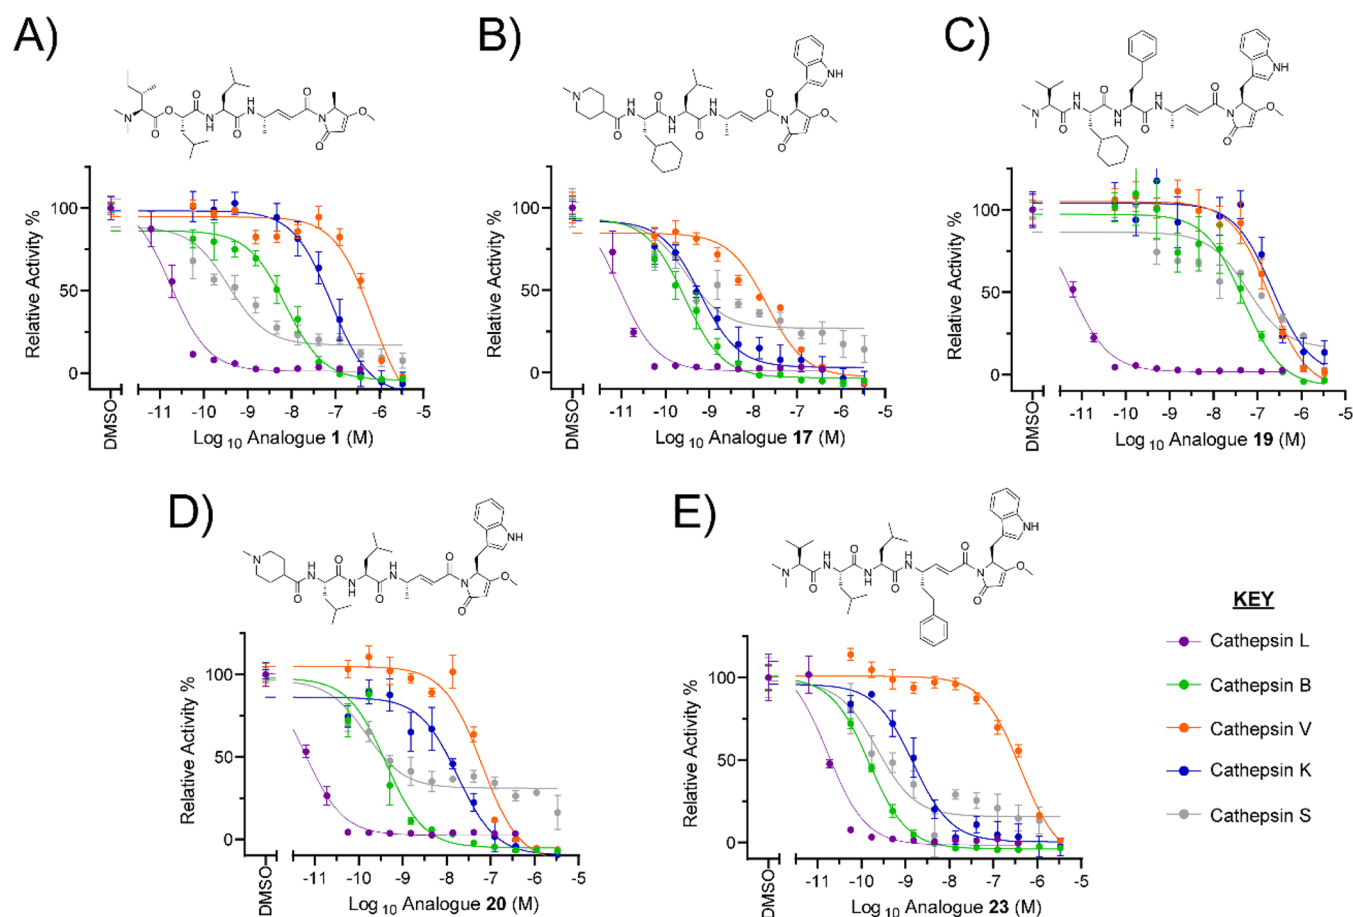 A)
B)
C)
N
O
O
O
H
N
N
H
O
O
N
O
O
N
O
H
N
O
N
H
O
H
N
O
O
N
O
O
NH
N
O
H
N
O
N
H
O
H
N
O
N
O
O
NH
Relative Activity %
100
50
0
DMSO
-11 -10 -9 -8 -7 -6 -5
Log 10 Analogue 1 (M)
Relative Activity %
100
50
0
DMSO
-11 -10 -9 -8 -7 -6 -5
Log 10 Analogue 17 (M)
Relative Activity %
100
50
0
DMSO
-11 -10 -9 -8 -7 -6 -5
Log 10 Analogue 19 (M)
D)
E)
Relative Activity %
100
50
0
DMSO
-11 -10 -9 -8 -7 -6 -5
Log 10 Analogue 20 (M)
Relative Activity %
100
50
0
DMSO
-11 -10 -9 -8 -7 -6 -5
Log 10 Analogue 23 (M)
KEY
Cathepsin L
Cathepsin B
Cathepsin V
Cathepsin K
Cathepsin S